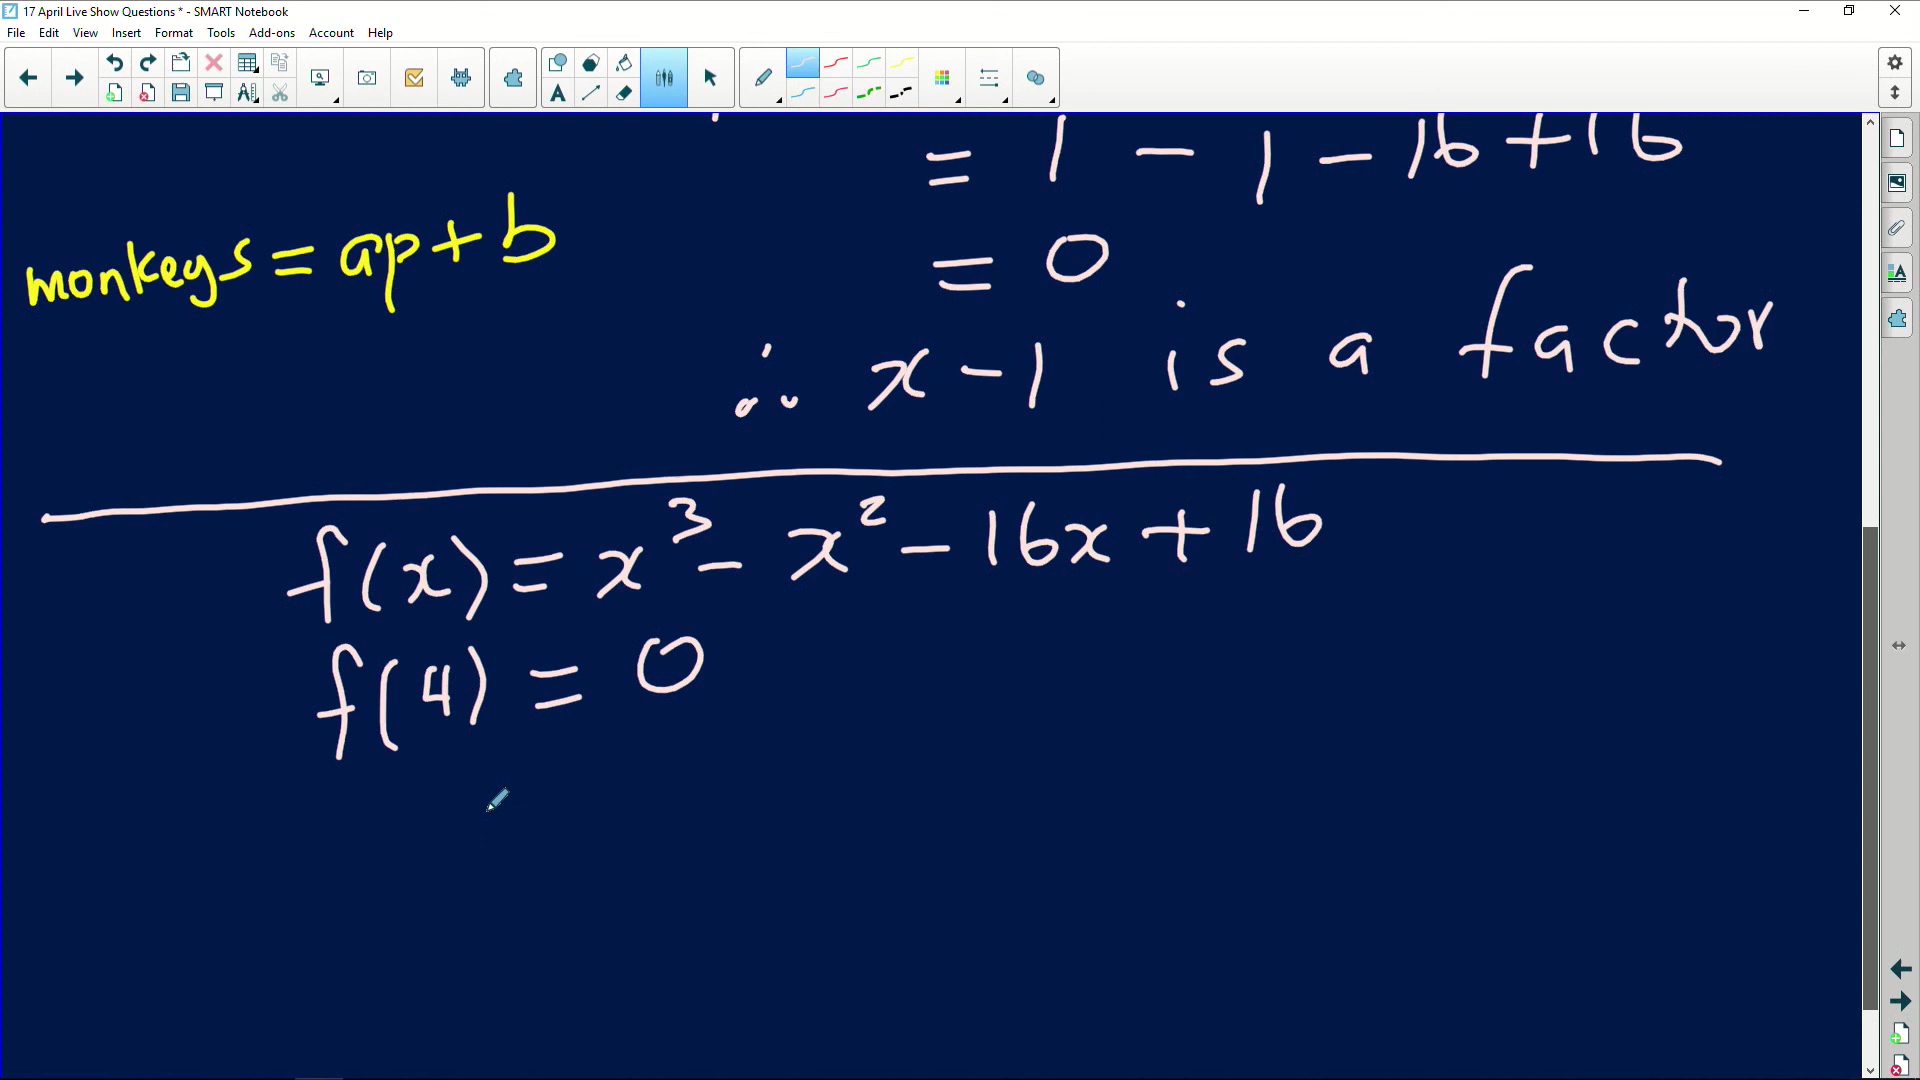 17 April Live Show Questions * - SMART Notebook
File Edit View Insert Format Tools Add-ons Account Help
= 1 - 1 - 16 + 16
monkeys = ap + b
= 0
∴ x - 1 is a factor
f(x) = x³ - x² - 16x + 16
f(4) = 0